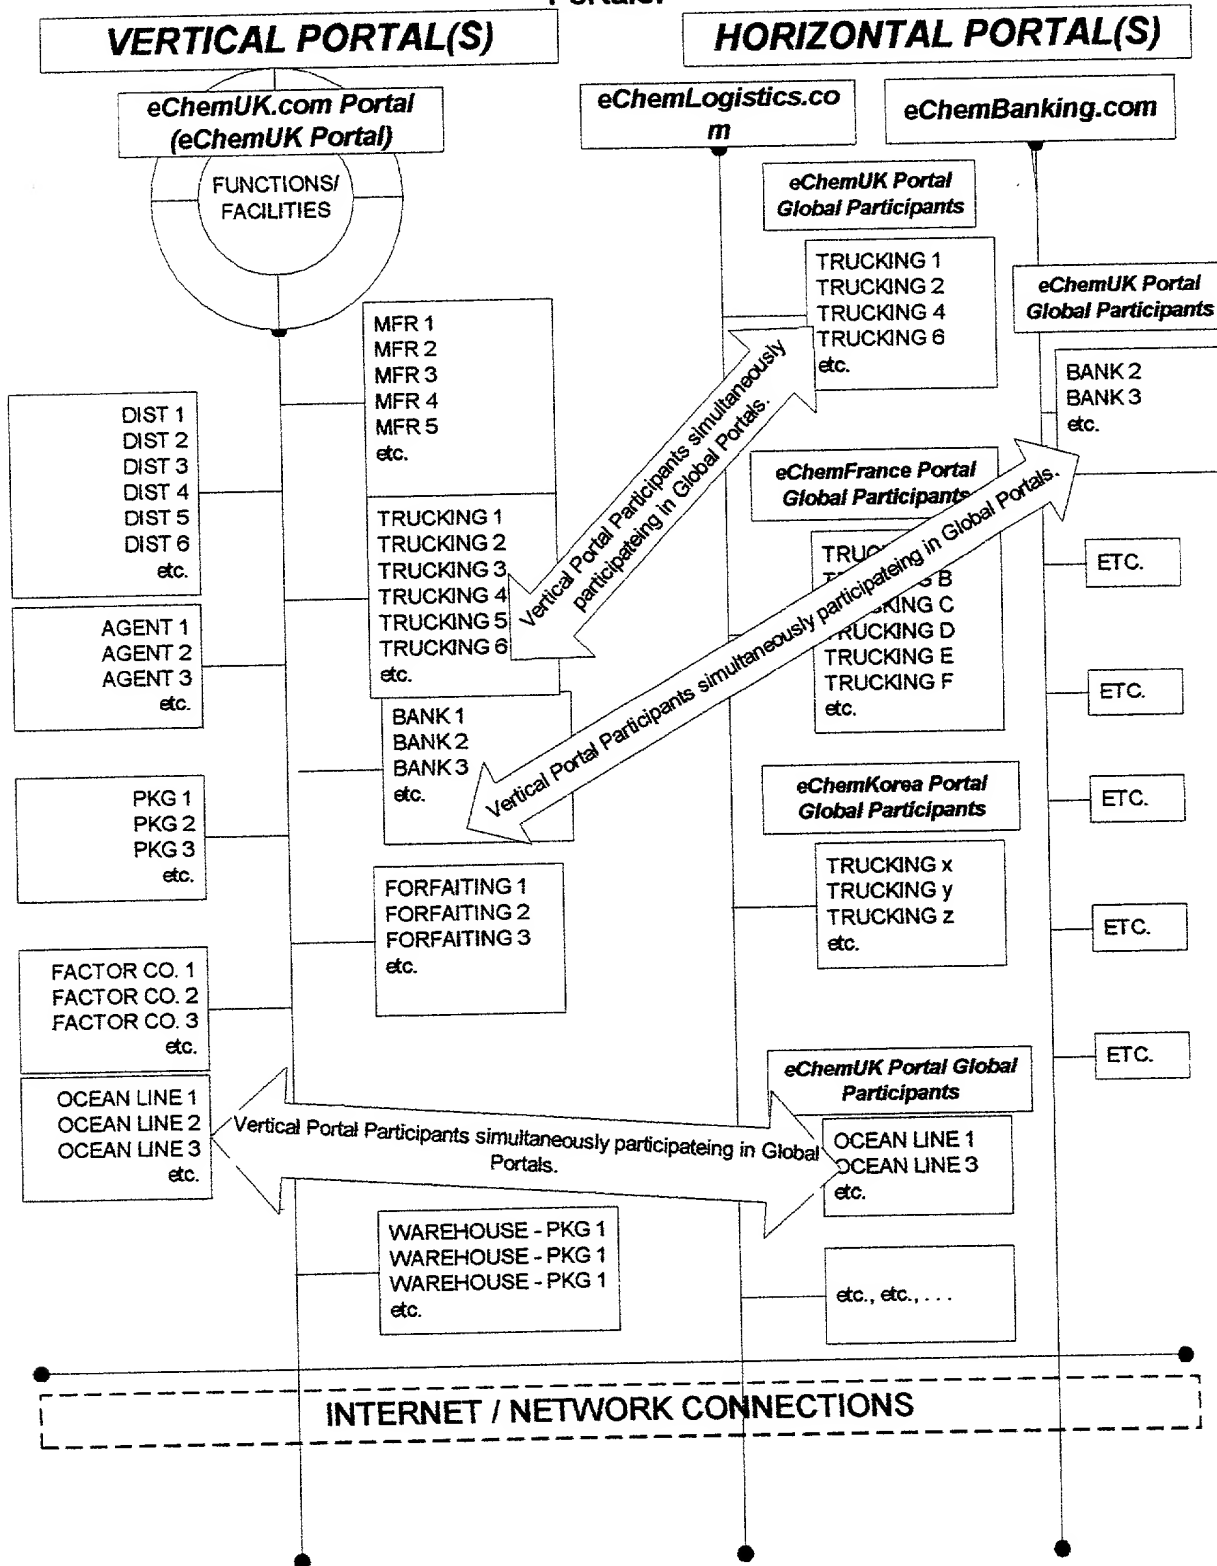 VERTICAL PORTAL(S)
HORIZONTAL PORTAL(S)
eChemUK.com Portal
(eChemUK Portal)
FUNCTIONS/
FACILITIES
eChemLogistics.co
m
eChemBanking.com
eChemUK Portal
Global Participants
TRUCKING 1
TRUCKING 2
TRUCKING 4
TRUCKING 6
etc.
eChemUK Portal
Global Participants
BANK 2
BANK 3
etc.
MFR 1
MFR 2
MFR 3
MFR 4
MFR 5
etc.
DIST 1
DIST 2
DIST 3
DIST 4
DIST 5
DIST 6
etc.
TRUCKING 1
TRUCKING 2
TRUCKING 3
TRUCKING 4
TRUCKING 5
TRUCKING 6
etc.
Vertical Portal Participants simultaneously
participateing in Global Portals.
eChemFrance Portal
Global Participants
B
KING C
TRUCKING D
TRUCKING E
TRUCKING F
etc.
ETC.
ETC.
ETC.
ETC.
ETC.
AGENT 1
AGENT 2
AGENT 3
etc.
BANK 1
BANK 2
BANK 3
etc.
Vertical Portal Participants simultaneously participateing in Global Portals.
eChemKorea Portal
Global Participants
TRUCKING x
TRUCKING y
TRUCKING z
etc.
PKG 1
PKG 2
PKG 3
etc.
FORFAITING 1
FORFAITING 2
FORFAITING 3
etc.
FACTOR CO. 1
FACTOR CO. 2
FACTOR CO. 3
etc.
eChemUK Portal Global
Participants
OCEAN LINE 1
OCEAN LINE 2
OCEAN LINE 3
etc.
Vertical Portal Participants simultaneously participateing in Global
Portals.
OCEAN LINE 1
OCEAN LINE 3
etc.
WAREHOUSE - PKG 1
WAREHOUSE - PKG 1
WAREHOUSE - PKG 1
etc.
etc., etc., . . .
INTERNET / NETWORK CONNECTIONS